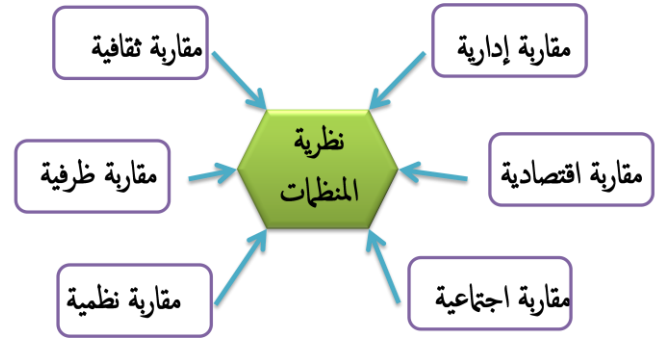 مقاربة إدارية
مقاربة ثقافية
نظرية
المنظمات
مقاربة اقتصادية
مقاربة ظرفية
مقاربة اجتماعية
مقاربة نظمية